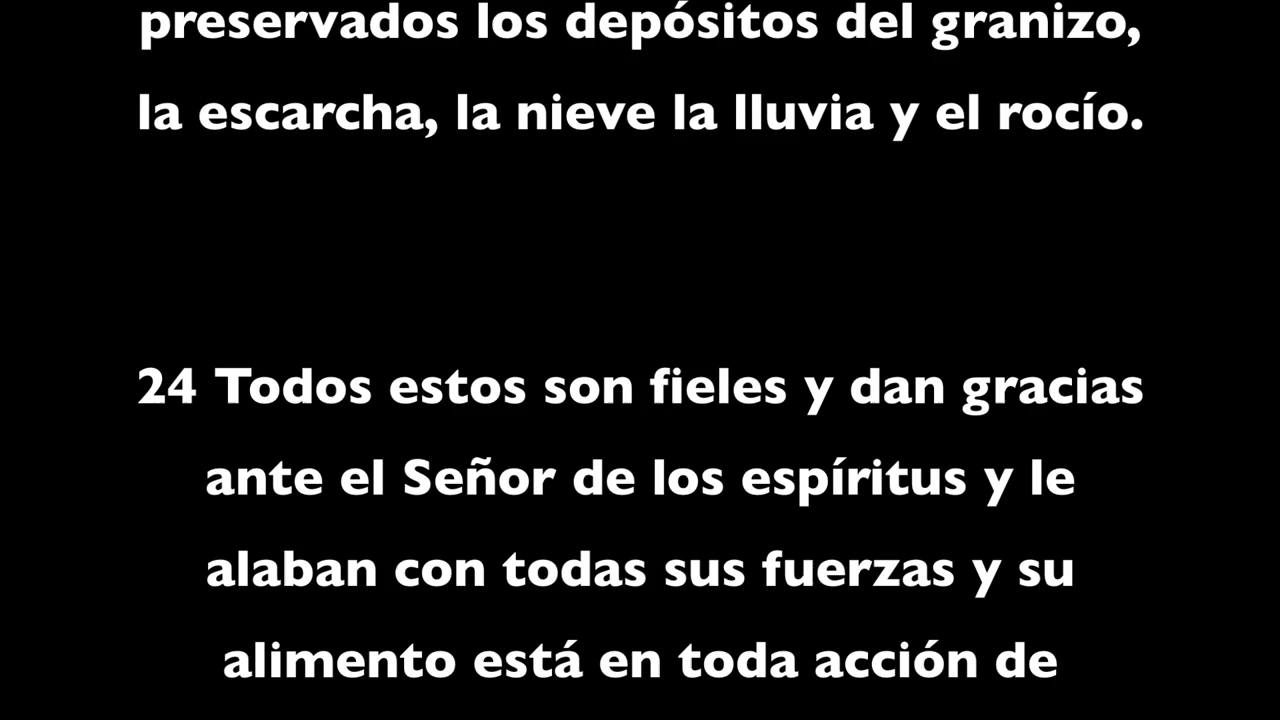 preservados los depósitos del granizo,
la escarcha, la nieve la lluvia y el rocío.
24 Todos estos son fieles y dan gracias
ante el Señor de los espíritus y le
alaban con todas sus fuerzas y su
alimento está en toda acción de